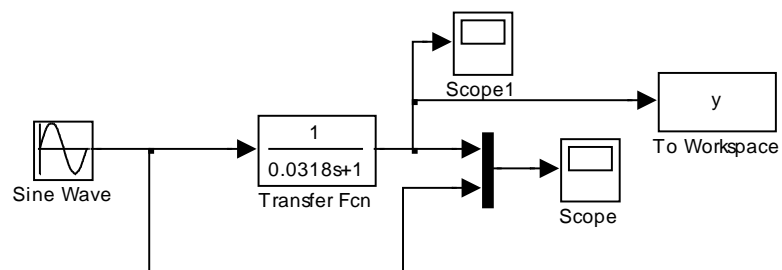 Scope1
y
To Workspace
Sine Wave
1
0.0318s+1
Transfer Fcn
Scope